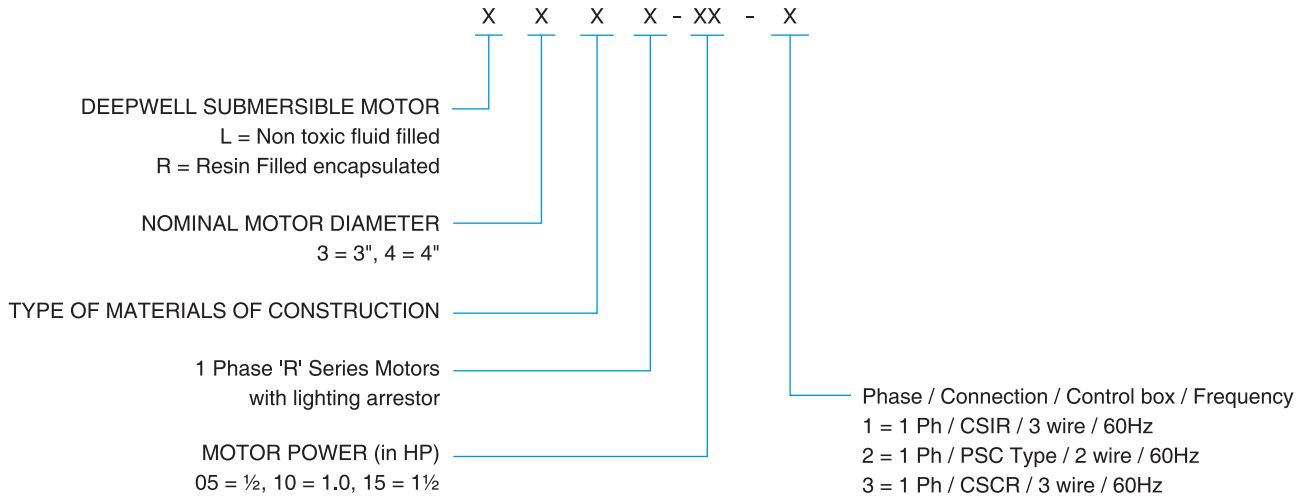 X X X X - XX - X
DEEPWELL SUBMERSIBLE MOTOR
L = Non toxic fluid filled
R = Resin Filled encapsulated
NOMINAL MOTOR DIAMETER
3 = 3", 4 = 4"
TYPE OF MATERIALS OF CONSTRUCTION
1 Phase 'R' Series Motors
with lighting arrestor
MOTOR POWER (in HP)
05 = ½, 10 = 1.0, 15 = 1½
Phase / Connection / Control box / Frequency
1 = 1 Ph / CSIR / 3 wire / 60Hz
2 = 1 Ph / PSC Type / 2 wire / 60Hz
3 = 1 Ph / CSCR / 3 wire / 60Hz